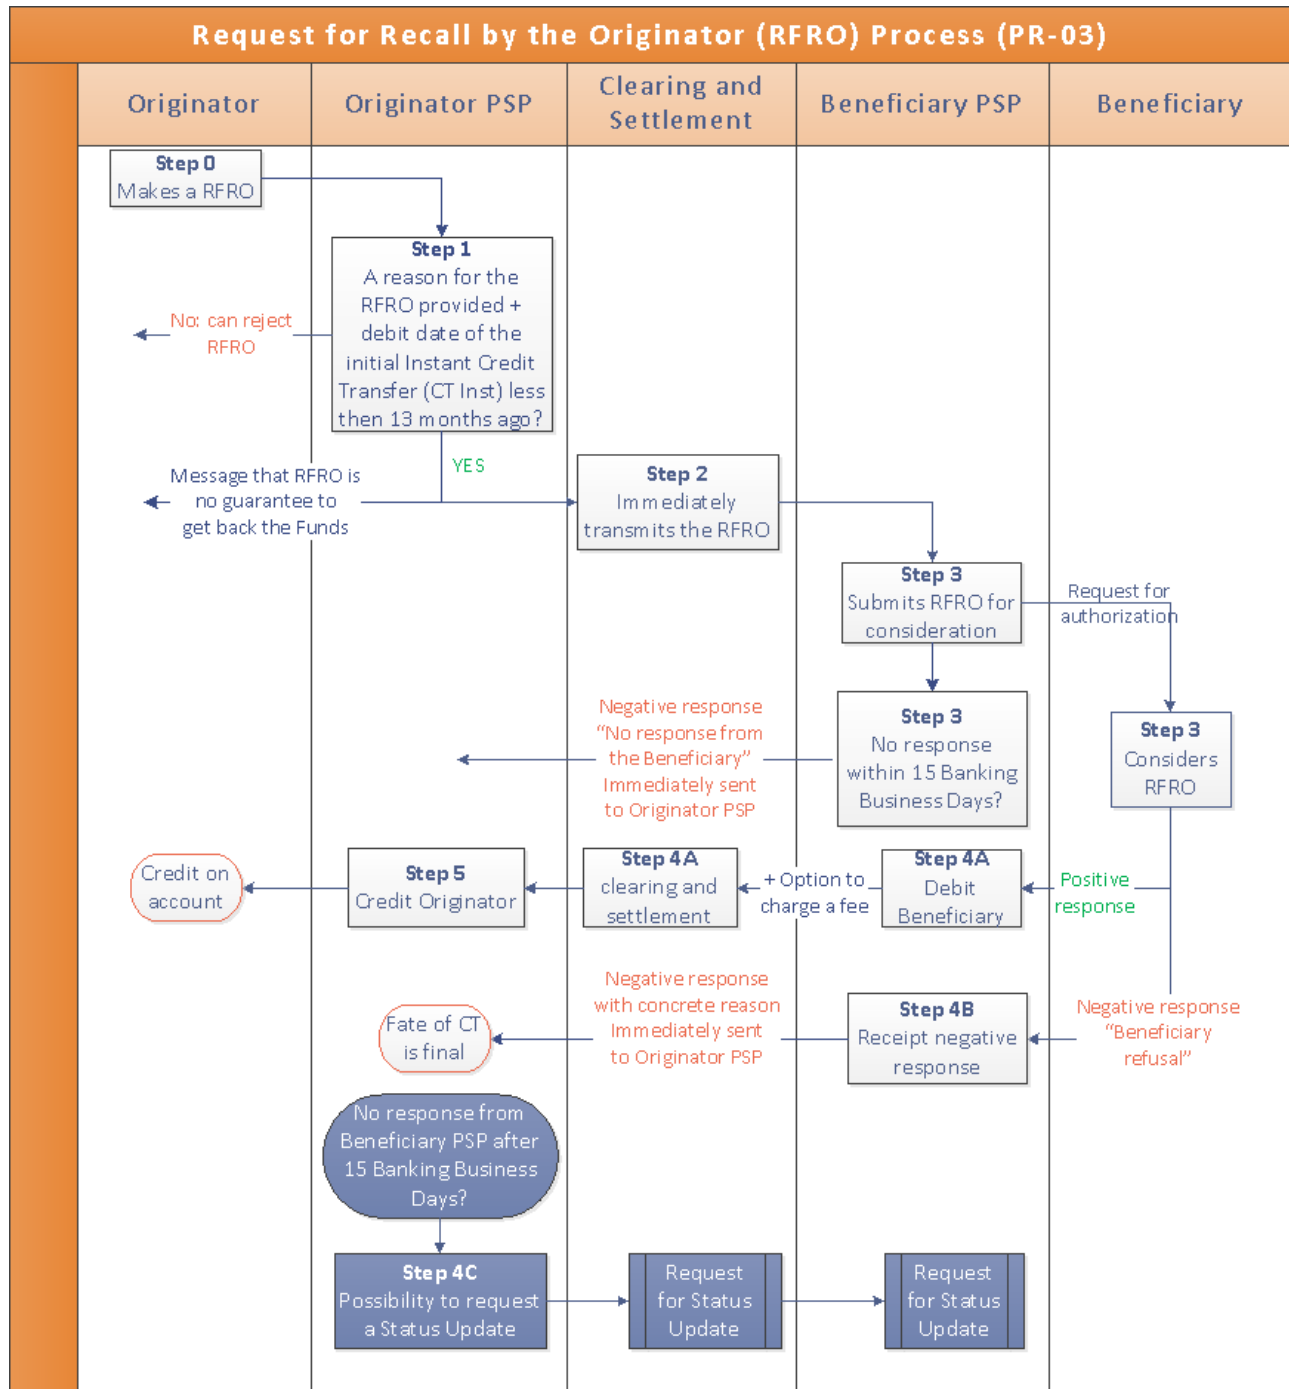 Request for Recall by the Originator (RFRO) Process (PR-03)
Originator
Originator PSP
Clearing and
Settlement
Beneficiary PSP
Beneficiary
Step 0
Makes a RFRO
Step 1
A reason for the
RFRO provided +
debit date of the
initial Instant Credit
Transfer (CT Inst) less
then 13 months ago?
No: can reject
RFRO
YES
Message that RFRO is
no guarantee to
get back the Funds
Step 2
Immediately
transmits the RFRO
Step 3
Submits RFRO for
consideration
Request for
authorization
Step 3
No response
within 15 Banking
Business Days?
Negative response
“No response from
the Beneficiary”
Immediately sent
to Originator PSP
Step 3
Considers
RFRO
Positive
response
Step 4A
Debit
Beneficiary
+ Option to
charge a fee
Step 4A
clearing and
settlement
Step 5
Credit Originator
Credit on
account
Negative response
“Beneficiary
refusal”
Step 4B
Receipt negative
response
Negative response
with concrete reason
Immediately sent
to Originator PSP
Fate of CT
is final
No response from
Beneficiary PSP after
15 Banking Business
Days?
Step 4C
Possibility to request
a Status Update
Request
for Status
Update
Request
for Status
Update